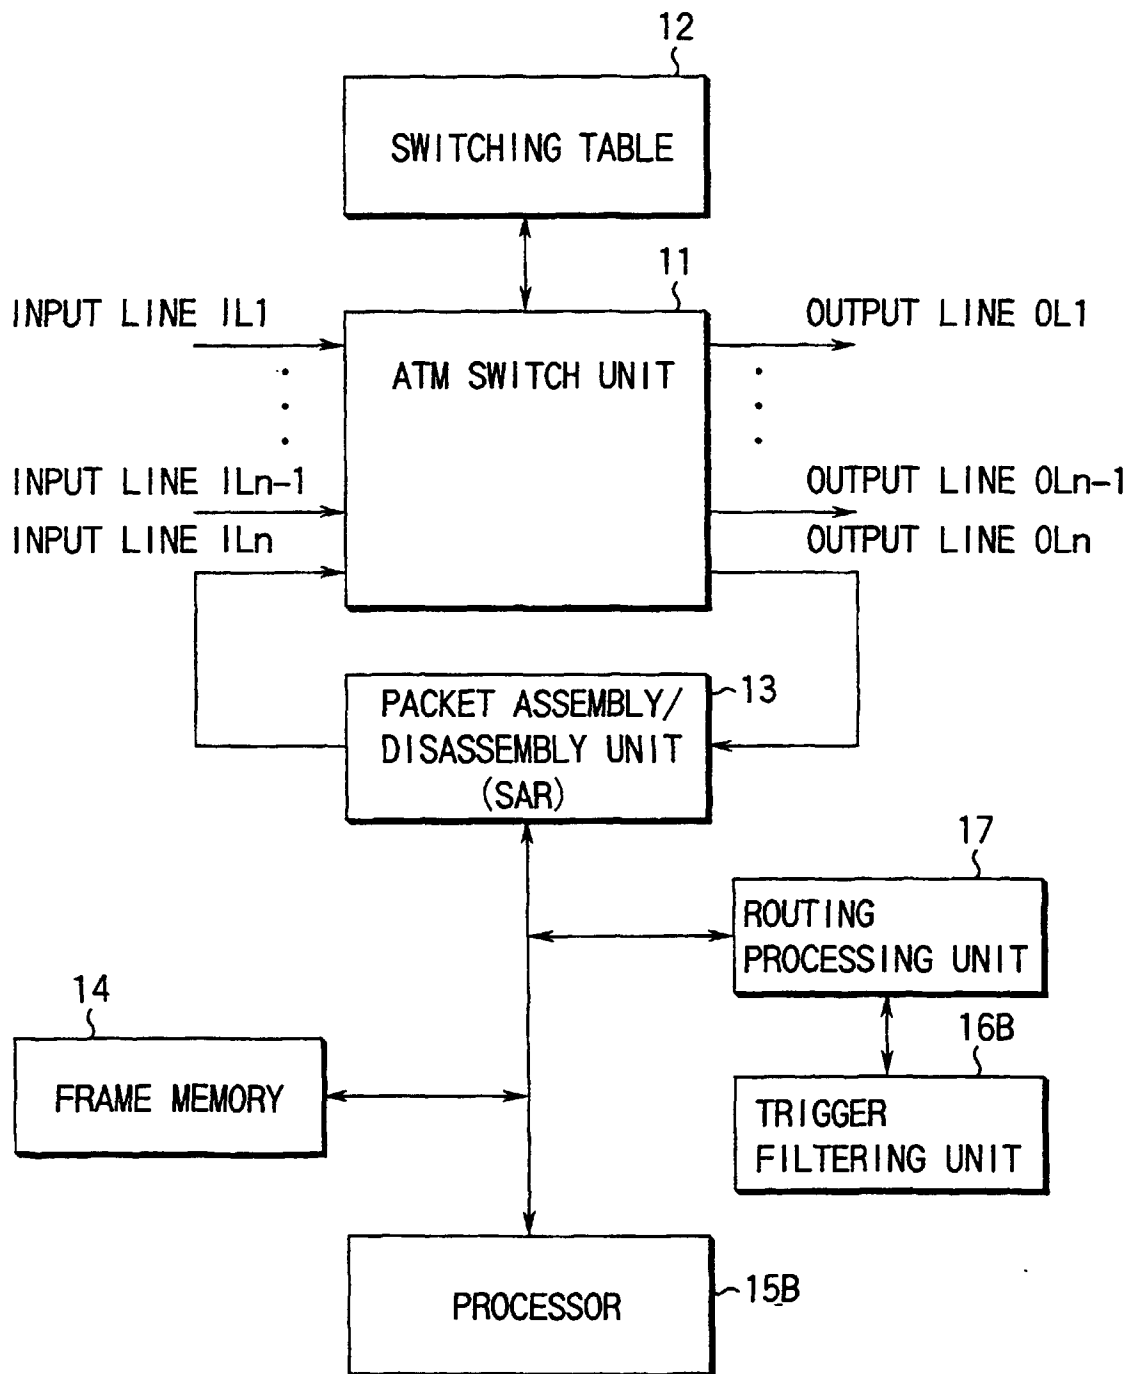 12
SWITCHING TABLE
11
INPUT LINE IL1
OUTPUT LINE OL1
ATM SWITCH UNIT
INPUT LINE ILn-1
OUTPUT LINE OLn-1
INPUT LINE ILn
OUTPUT LINE OLn
PACKET ASSEMBLY/
DISASSEMBLY UNIT
(SAR)
13
17
ROUTING
PROCESSING UNIT
14
FRAME MEMORY
16B
TRIGGER
FILTERING UNIT
PROCESSOR
15B